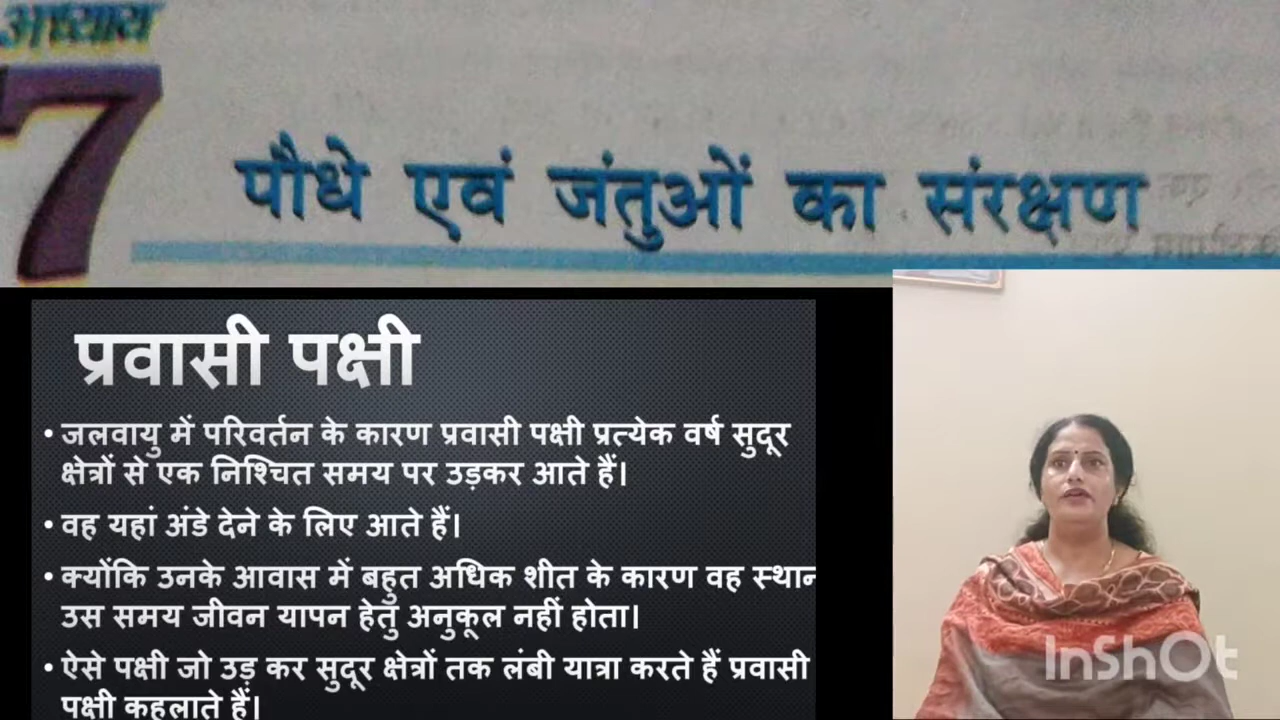 अध्याय
7
पौधे एवं जंतुओं का संरक्षण
प्रवासी पक्षी
• जलवायु में परिवर्तन के कारण प्रवासी पक्षी प्रत्येक वर्ष सुदूर
क्षेत्रों से एक निश्चित समय पर उड़कर आते हैं।
• वह यहां अंडे देने के लिए आते हैं।
• क्योंकि उनके आवास में बहुत अधिक शीत के कारण वह स्थान
उस समय जीवन यापन हेतु अनुकूल नहीं होता।
• ऐसे पक्षी जो उड़ कर सुदूर क्षेत्रों तक लंबी यात्रा करते हैं प्रवासी
पक्षी कहलाते हैं।
InShOt